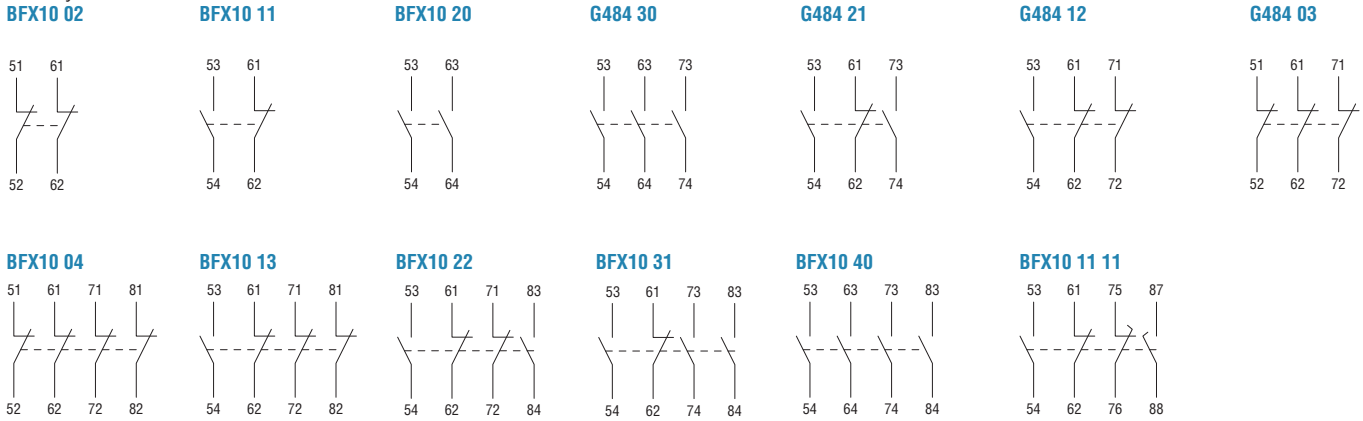 BFX10 02 BFX10 11 BFX10 20 G484 30 G484 21 G484 12 G484 03
51 61 53 61 53 63 53 63 73 53 61 73 53 61 71 51 61 71
52 62 54 62 54 64 54 64 74 54 62 74 54 62 72 52 62 72
BFX10 04 BFX10 13 BFX10 22 BFX10 31 BFX10 40 BFX10 11 11
51 61 71 81 53 61 71 81 53 61 71 83 53 61 73 83 53 63 73 83 53 61 75 87
52 62 72 82 54 62 72 82 54 62 72 84 54 62 74 84 54 64 74 84 54 62 76 88